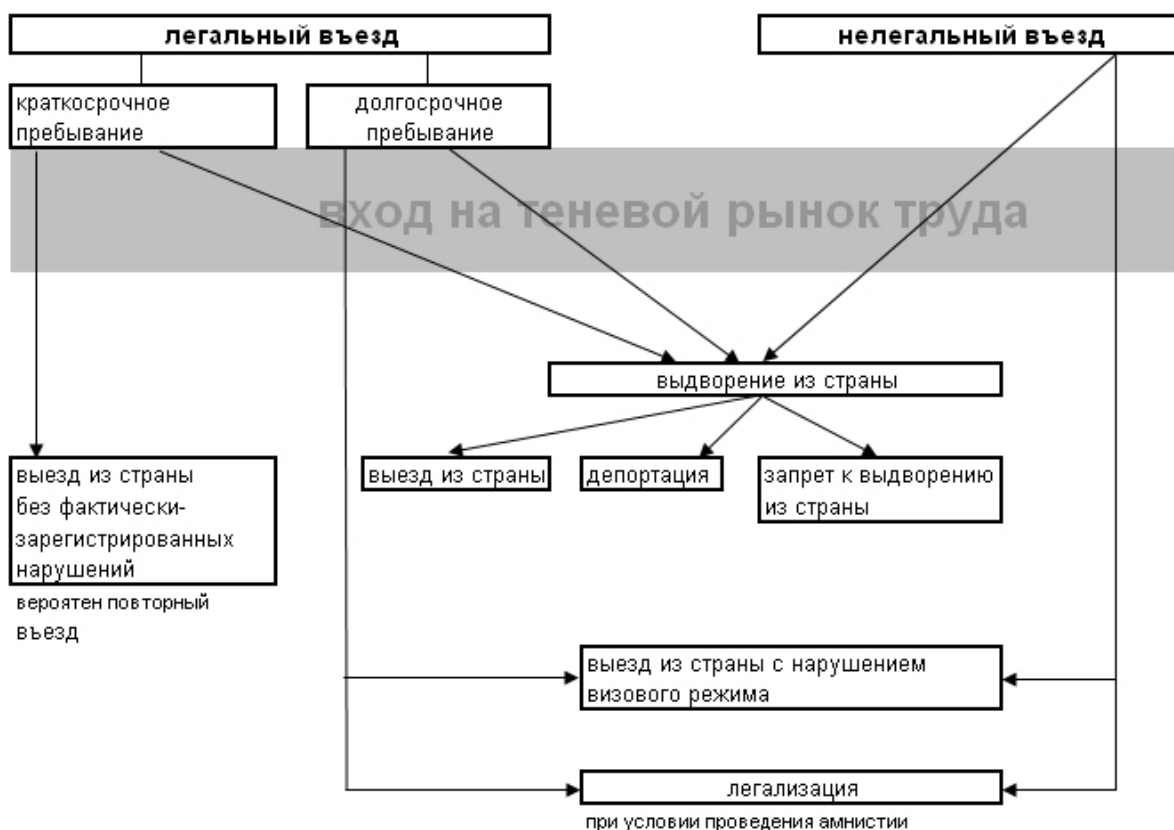 легальный въезд
нелегальный въезд
краткосрочное
пребывание
долгосрочное
пребывание
вход на теневой рынок труда
выдворение из страны
выезд из страны
без фактически-
зарегистрированных
нарушений
вероятен повторный
въезд
выезд из страны
депортация
запрет к выдворению
из страны
выезд из страны с нарушением
визового режима
легализация
при условии проведения амнистии